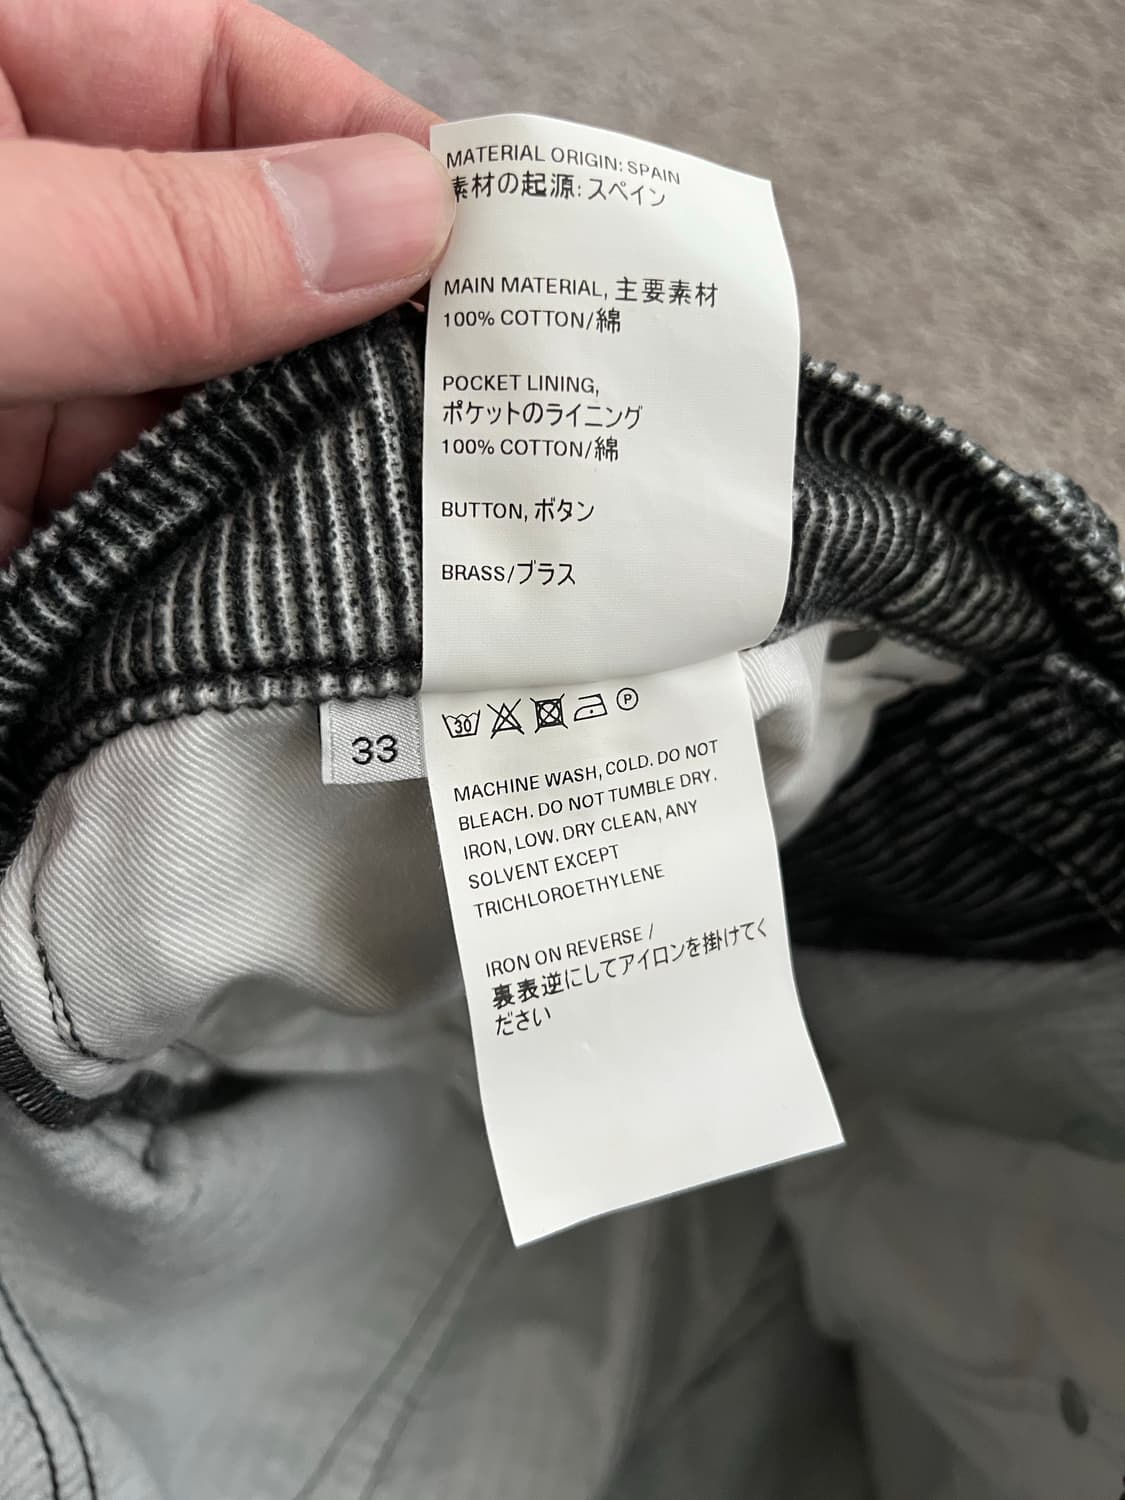 MATERIAL ORIGIN: SPAIN
素材の起源: スペイン
MAIN MATERIAL, 主要素材
100% COTTON/綿
POCKET LINING,
ポケットのライニング
100% COTTON/綿
BUTTON, ボタン
BRASS/ブラス
33
30 P
MACHINE WASH, COLD. DO NOT
BLEACH. DO NOT TUMBLE DRY.
IRON, LOW. DRY CLEAN, ANY
SOLVENT EXCEPT
TRICHLOROETHYLENE
IRON ON REVERSE /
裏表逆にしてアイロンを掛けてく
ださい